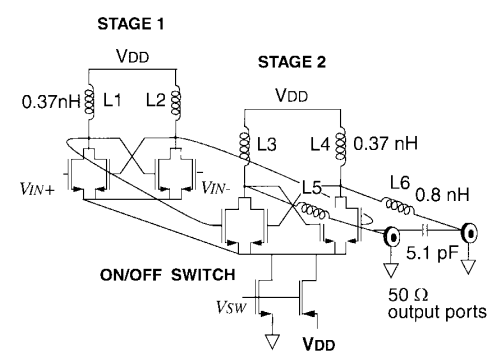 STAGE 1
VDD
STAGE 2
0.37nH L1 L2
VDD
L3 L4 0.37 nH
VIN+ VIN- L5 L6 0.8 nH
5.1 pF
ON/OFF SWITCH
50 Ω
output ports
VSW
VDD